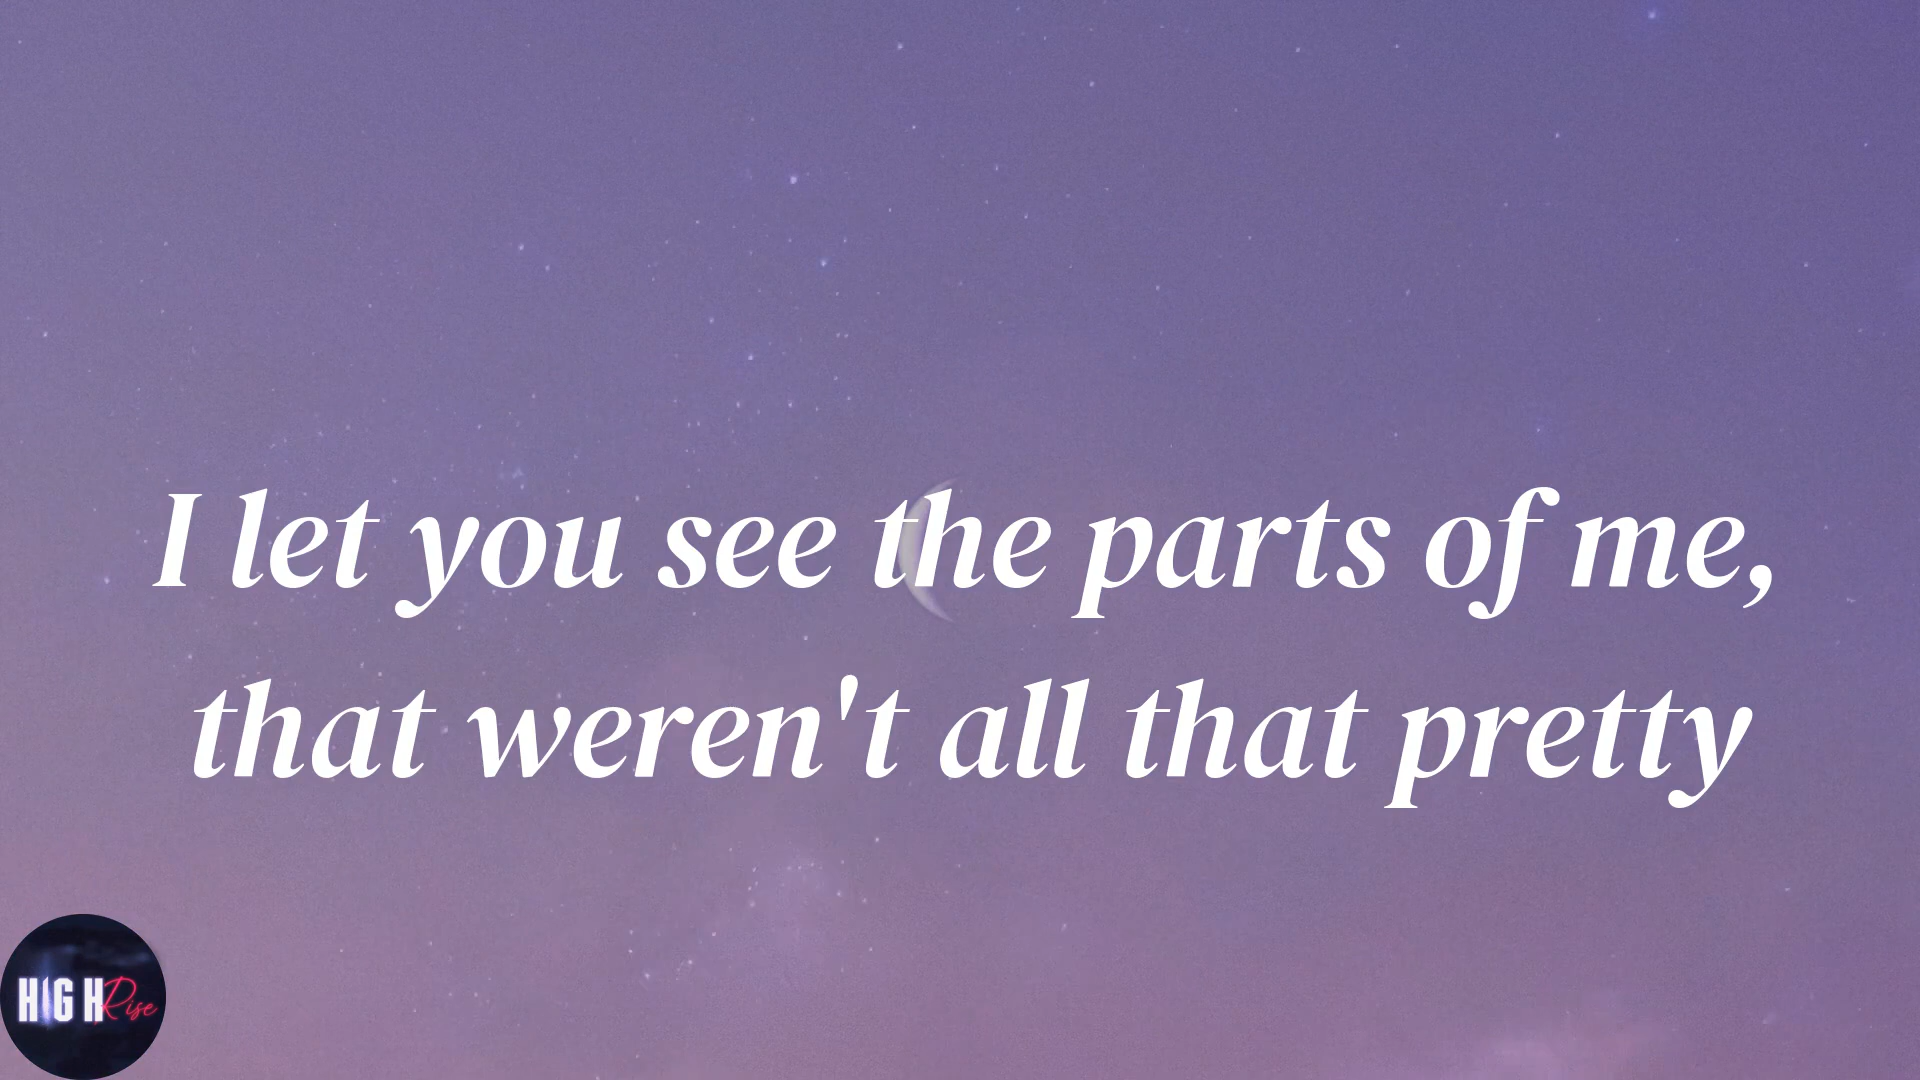 I let you see the parts of me,
that weren't all that pretty
HIGH Rise